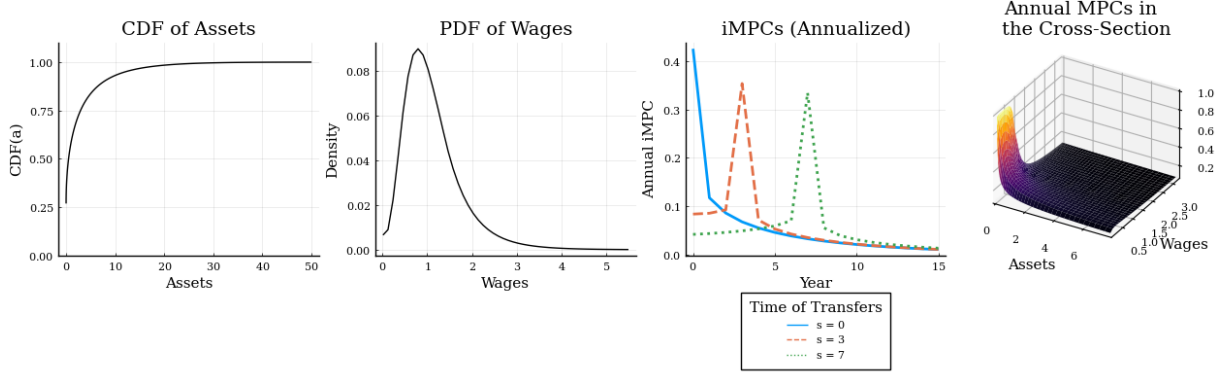 CDF of Assets
1.00
0.75
0.50
0.25
0.00
CDF(a)
0
10
20
30
40
50
Assets
PDF of Wages
0.08
0.06
0.04
0.02
0.00
Density
0
1
2
3
4
5
Wages
iMPCs (Annualized)
0.4
0.3
0.2
0.1
0.0
Annual iMPC
0
5
10
15
Year
Time of Transfers
s = 0
s = 3
s = 7
Annual MPCs in
the Cross-Section
1.0
0.8
0.6
0.4
0.2
0
2
4
6
Assets
0.5
1.0
1.5
2.0
2.5
3.0
Wages